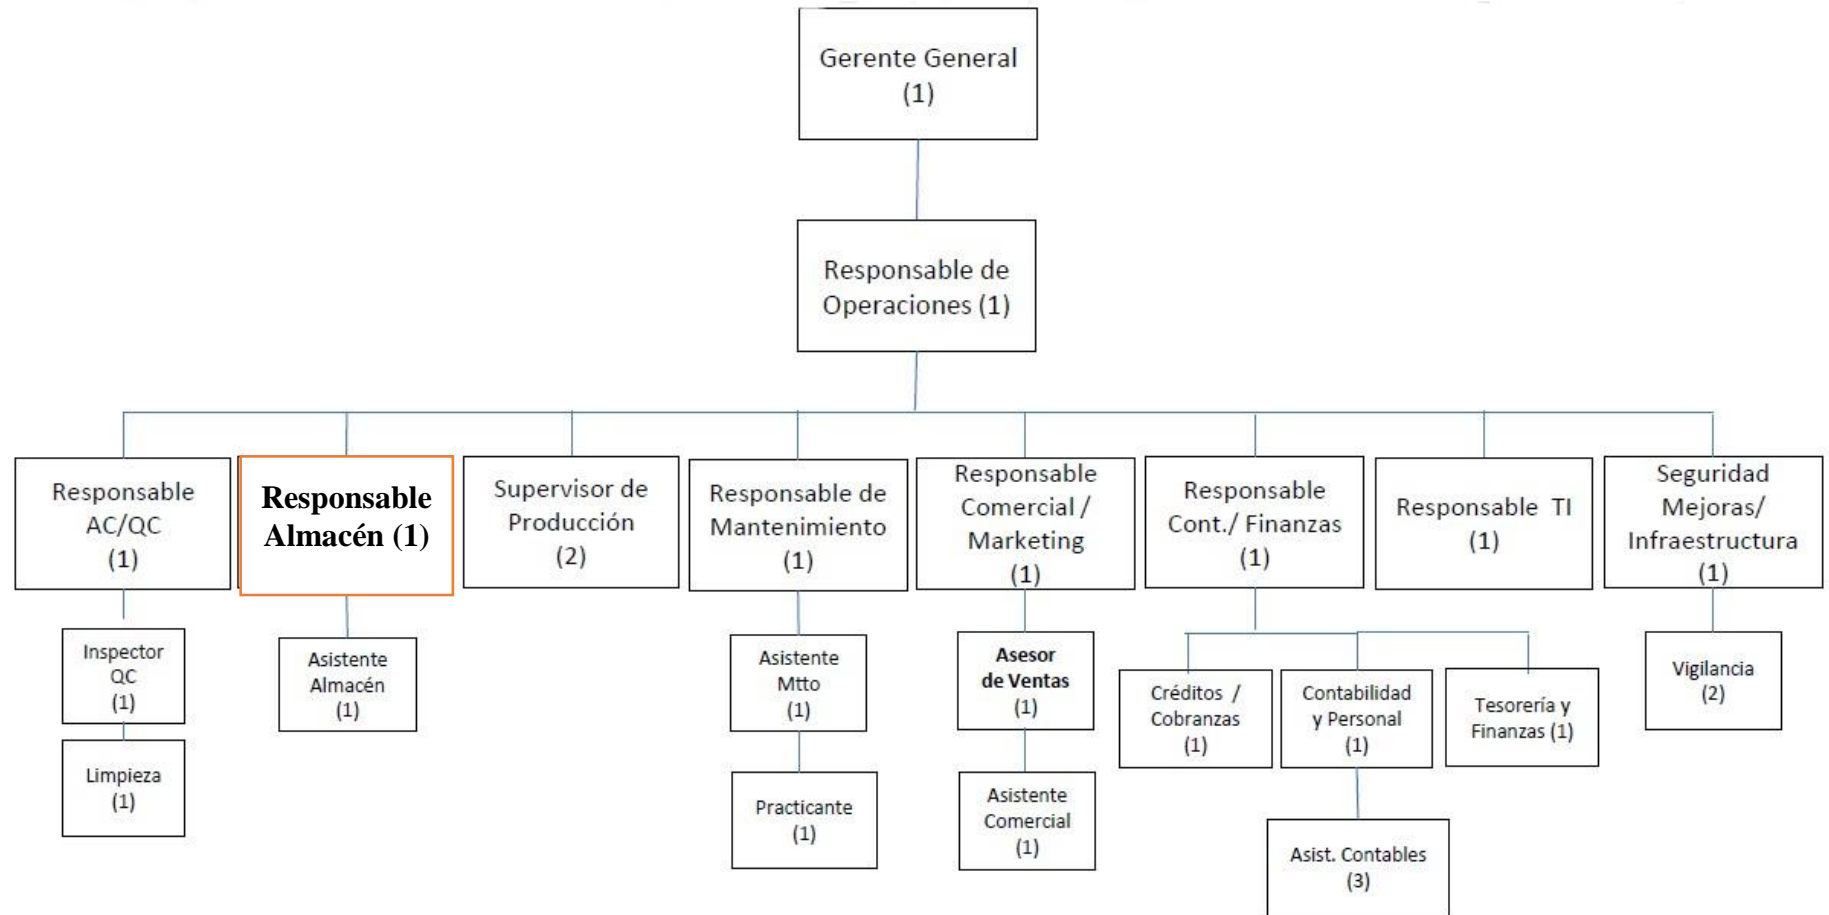 Gerente General
(1)
Responsable de
Operaciones (1)
Responsable
AC/QC
(1)
Responsable
Almacén (1)
Supervisor de
Producción
(2)
Responsable de
Mantenimiento
(1)
Responsable
Comercial /
Marketing
(1)
Responsable
Cont./ Finanzas
(1)
Responsable TI
(1)
Seguridad
Mejoras/
Infraestructura
(1)
Inspector
QC
(1)
Asistente
Almacén
(1)
Asistente
Mtto
(1)
Asesor
de Ventas
(1)
Créditos /
Cobranzas
(1)
Contabilidad
y Personal
(1)
Tesorería y
Finanzas (1)
Vigilancia
(2)
Limpieza
(1)
Practicante
(1)
Asistente
Comercial
(1)
Asist. Contables
(3)